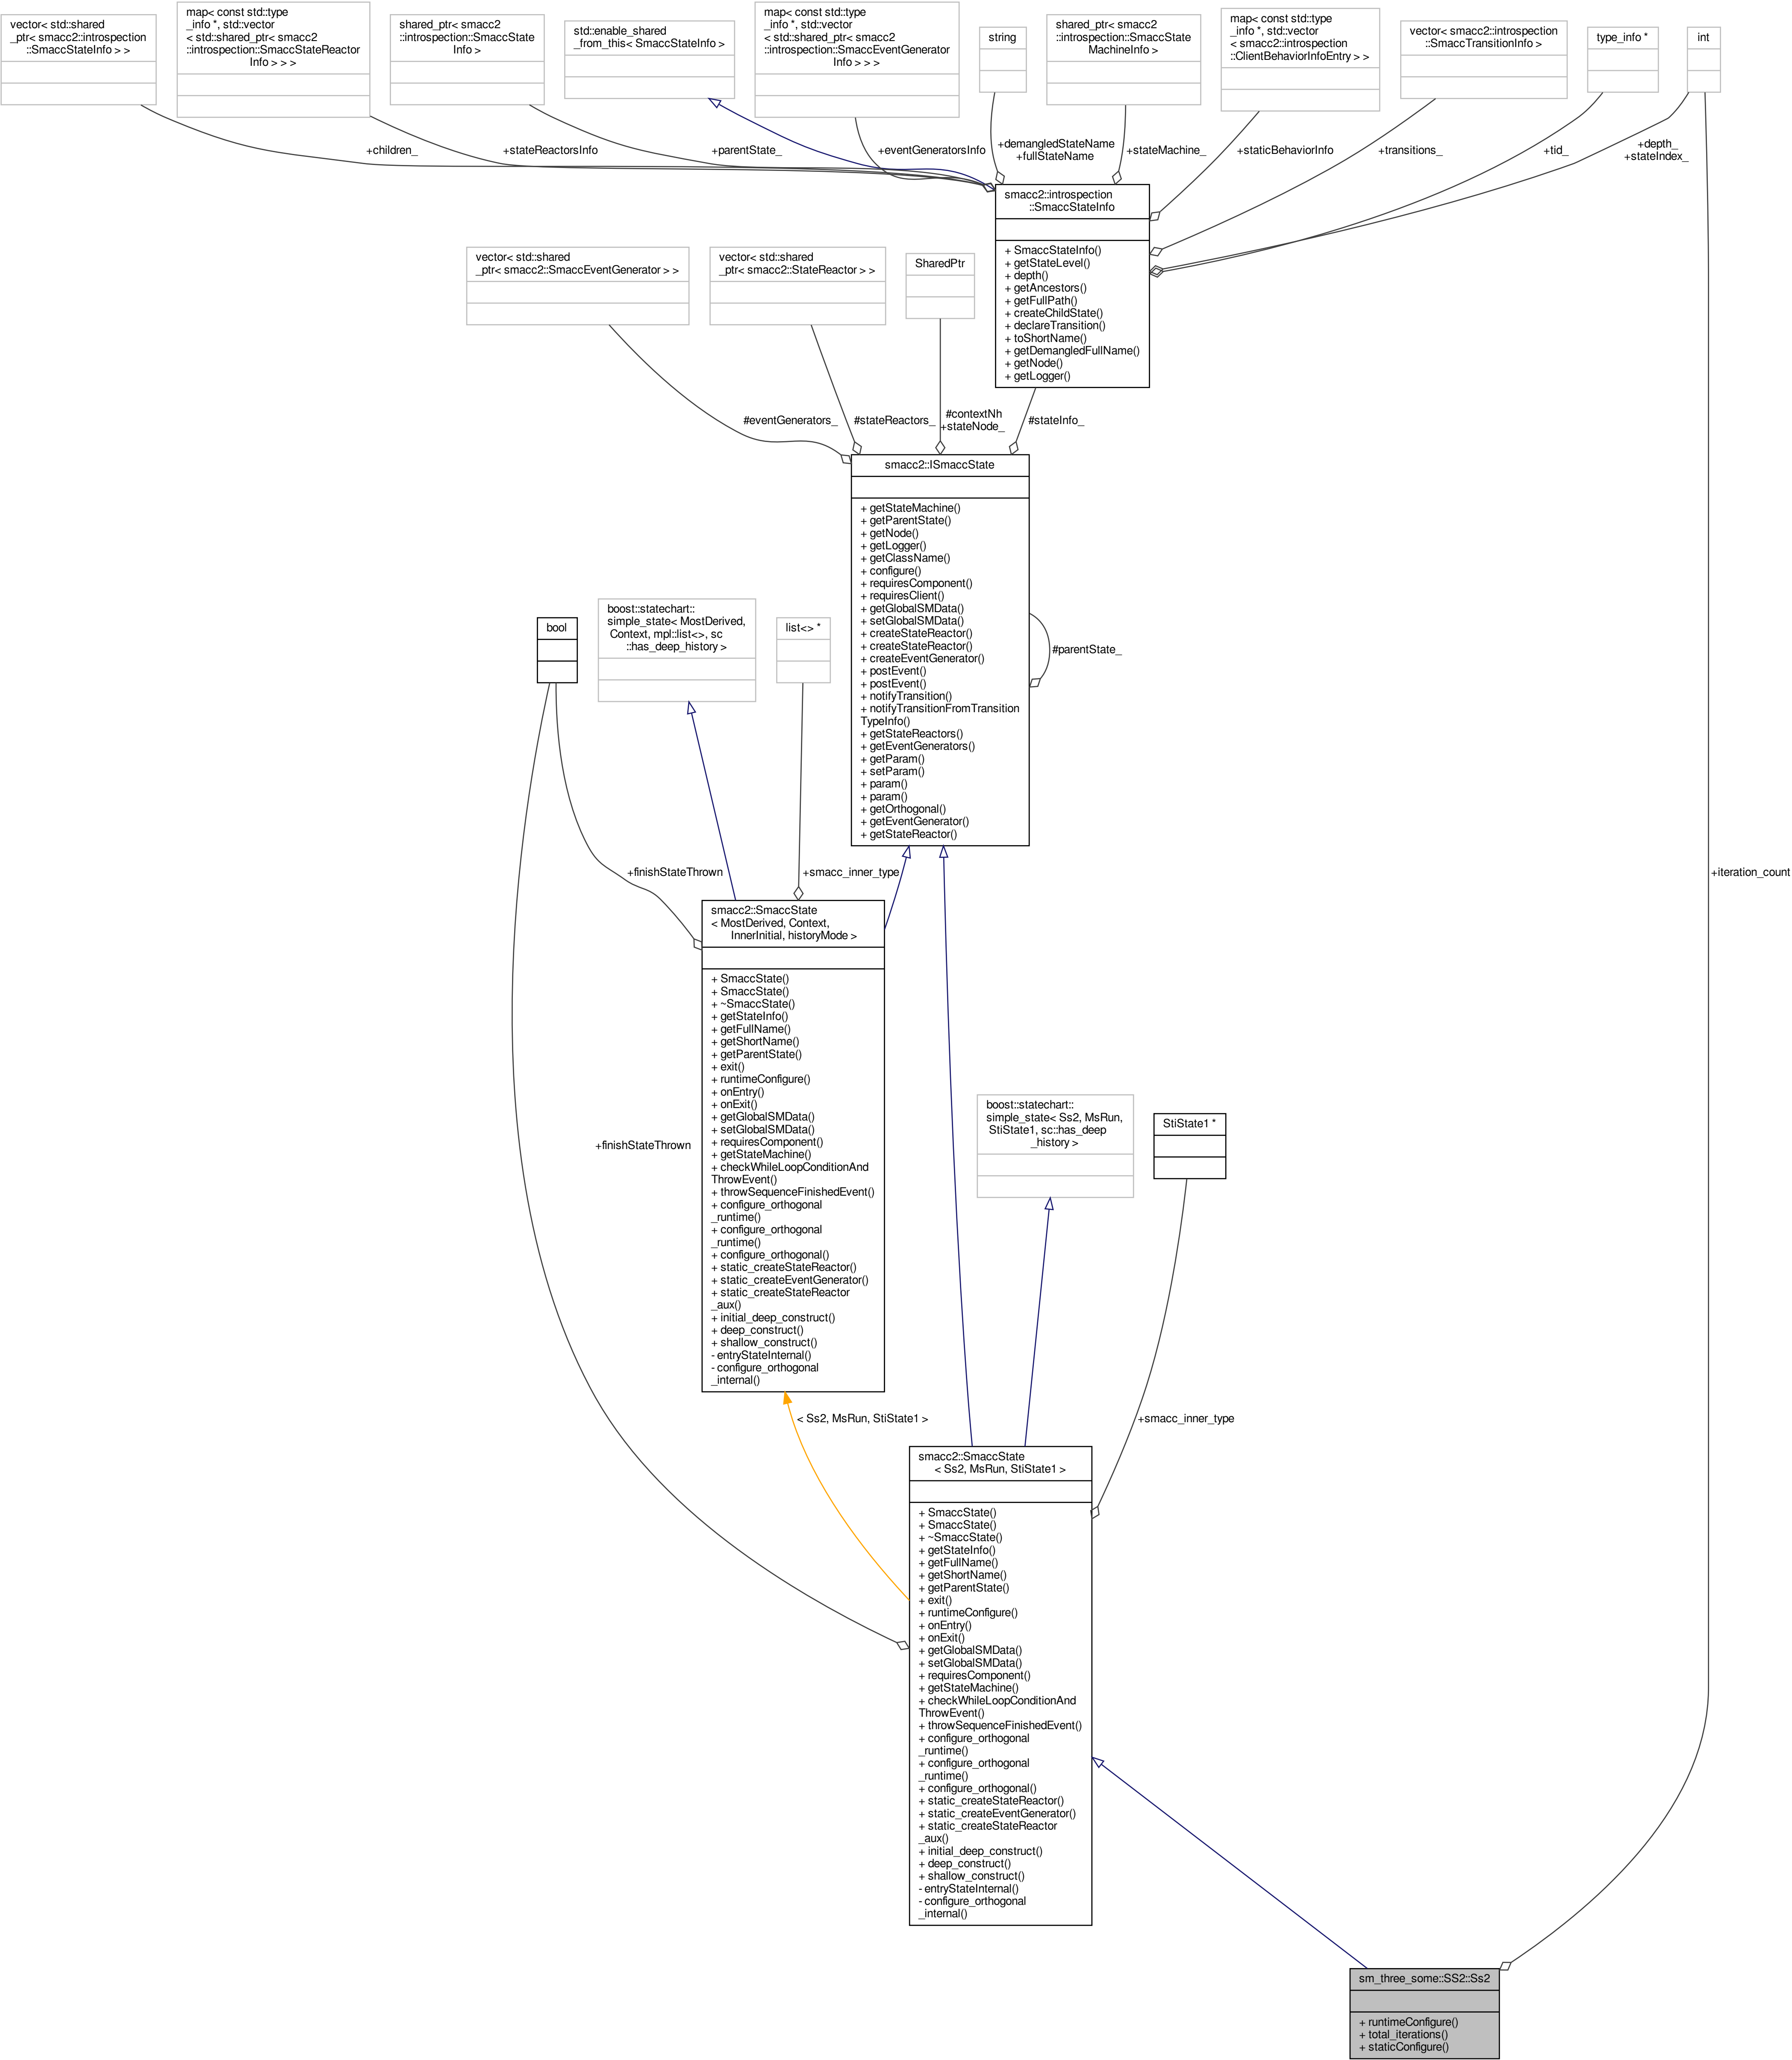 vector< std::shared
_ptr< smacc2::introspection
::SmaccStateInfo > >
map< const std::type
_info *, std::vector
< std::shared_ptr< smacc2
::introspection::SmaccStateReactor
Info > > >
shared_ptr< smacc2
::introspection::SmaccState
Info >
std::enable_shared
_from_this< SmaccStateInfo >
map< const std::type
_info *, std::vector
< std::shared_ptr< smacc2
::introspection::SmaccEventGenerator
Info > > >
string
shared_ptr< smacc2
::introspection::SmaccState
MachineInfo >
map< const std::type
_info *, std::vector
< smacc2::introspection
::ClientBehaviorInfoEntry > >
vector< smacc2::introspection
::SmaccTransitionInfo >
type_info *
int
+children_
+stateReactorsInfo
+parentState_
+eventGeneratorsInfo
+demangledStateName
+fullStateName
+stateMachine_
+staticBehaviorInfo
+transitions_
+tid_
+depth_
+stateIndex_
smacc2::introspection
::SmaccStateInfo
+ SmaccStateInfo()
+ getStateLevel()
+ depth()
+ getAncestors()
+ getFullPath()
+ createChildState()
+ declareTransition()
+ toShortName()
+ getDemangledFullName()
+ getNode()
+ getLogger()
vector< std::shared
_ptr< smacc2::SmaccEventGenerator > >
vector< std::shared
_ptr< smacc2::StateReactor > >
SharedPtr
#eventGenerators_
#stateReactors_
#contextNh
+stateNode_
#stateInfo_
smacc2::ISmaccState
+ getStateMachine()
+ getParentState()
+ getNode()
+ getLogger()
+ getClassName()
+ configure()
+ requiresComponent()
+ requiresClient()
+ getGlobalSMData()
+ setGlobalSMData()
+ createStateReactor()
+ createStateReactor()
+ createEventGenerator()
+ postEvent()
+ postEvent()
+ notifyTransition()
+ notifyTransitionFromTransition
TypeInfo()
+ getStateReactors()
+ getEventGenerators()
+ getParam()
+ setParam()
+ param()
+ param()
+ getOrthogonal()
+ getEventGenerator()
+ getStateReactor()
#parentState_
bool
boost::statechart::
simple_state< MostDerived,
Context, mpl::list<>, sc
::has_deep_history >
list<> *
+finishStateThrown
+smacc_inner_type
+iteration_count
smacc2::SmaccState
< MostDerived, Context,
InnerInitial, historyMode >
+ SmaccState()
+ SmaccState()
+ ~SmaccState()
+ getStateInfo()
+ getFullName()
+ getShortName()
+ getParentState()
+ exit()
+ runtimeConfigure()
+ onEntry()
+ onExit()
+ getGlobalSMData()
+ setGlobalSMData()
+ requiresComponent()
+ getStateMachine()
+ checkWhileLoopConditionAnd
ThrowEvent()
+ throwSequenceFinishedEvent()
+ configure_orthogonal
_runtime()
+ configure_orthogonal
_runtime()
+ configure_orthogonal()
+ static_createStateReactor()
+ static_createEventGenerator()
+ static_createStateReactor
_aux()
+ initial_deep_construct()
+ deep_construct()
+ shallow_construct()
- entryStateInternal()
- configure_orthogonal
_internal()
+finishStateThrown
boost::statechart::
simple_state< Ss2, MsRun,
StiState1, sc::has_deep
_history >
StiState1 *
< Ss2, MsRun, StiState1 >
+smacc_inner_type
smacc2::SmaccState
< Ss2, MsRun, StiState1 >
+ SmaccState()
+ SmaccState()
+ ~SmaccState()
+ getStateInfo()
+ getFullName()
+ getShortName()
+ getParentState()
+ exit()
+ runtimeConfigure()
+ onEntry()
+ onExit()
+ getGlobalSMData()
+ setGlobalSMData()
+ requiresComponent()
+ getStateMachine()
+ checkWhileLoopConditionAnd
ThrowEvent()
+ throwSequenceFinishedEvent()
+ configure_orthogonal
_runtime()
+ configure_orthogonal
_runtime()
+ configure_orthogonal()
+ static_createStateReactor()
+ static_createEventGenerator()
+ static_createStateReactor
_aux()
+ initial_deep_construct()
+ deep_construct()
+ shallow_construct()
- entryStateInternal()
- configure_orthogonal
_internal()
sm_three_some::SS2::Ss2
+ runtimeConfigure()
+ total_iterations()
+ staticConfigure()